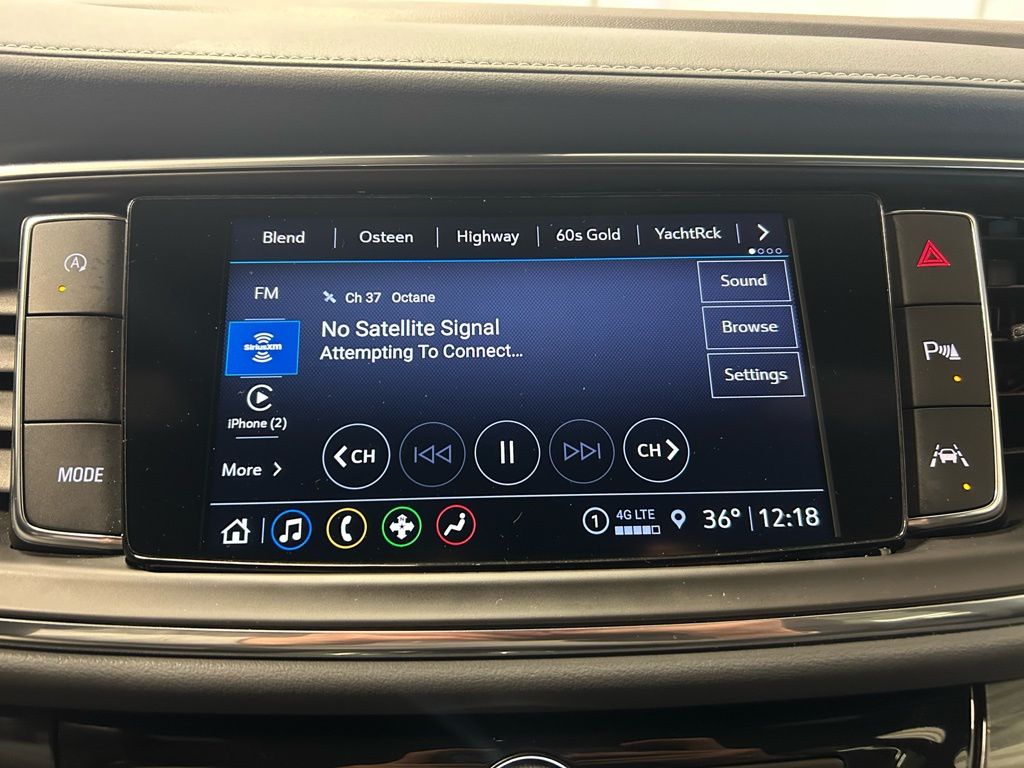 Blend Osteen Highway 60s Gold YachtRck
A
FM
Ch 37 Octane
Sound
No Satellite Signal
SiriusXM
Browse
P
Attempting To Connect...
Settings
iPhone (2)
CH CH
More
MODE
1 4G LTE 36° 12:18